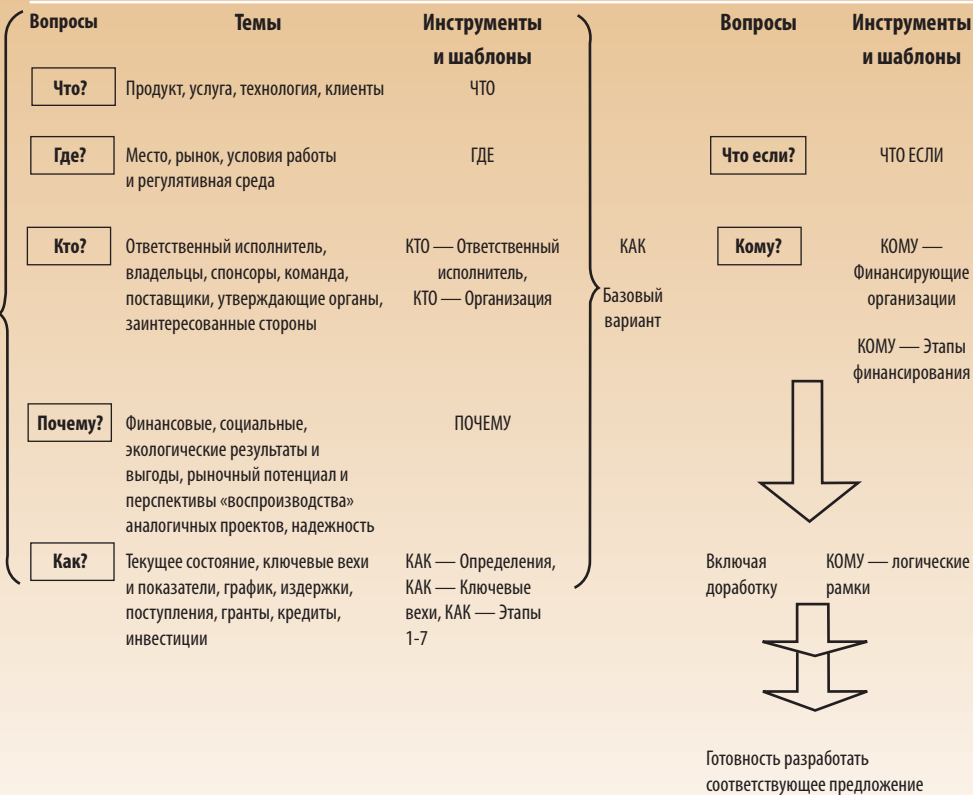 Вопросы
Темы
Инструменты
и шаблоны
Что?
Продукт, услуга, технология, клиенты
ЧТО
Где?
Место, рынок, условия работы
и регулятивная среда
ГДЕ
Кто?
Ответственный исполнитель,
владельцы, спонсоры, команда,
поставщики, утверждающие органы,
заинтересованные стороны
КТО — Ответственный
исполнитель,
КТО — Организация
Почему?
Финансовые, социальные,
экологические результаты и
выгоды, рыночный потенциал и
перспективы «воспроизводства»
аналогичных проектов, надежность
ПОЧЕМУ
Как?
Текущее состояние, ключевые вехи
и показатели, график, издержки,
поступления, гранты, кредиты,
инвестиции
КАК — Определения,
КАК — Ключевые
вехи, КАК — Этапы
1-7
КАК
Базовый
вариант
Вопросы
Инструменты
и шаблоны
Что если?
ЧТО ЕСЛИ
Кому?
КОМУ —
Финансирующие
организации
КОМУ — Этапы
финансирования
Включая
доработку
КОМУ — логические
рамки
Готовность разработать
соответствующее предложение